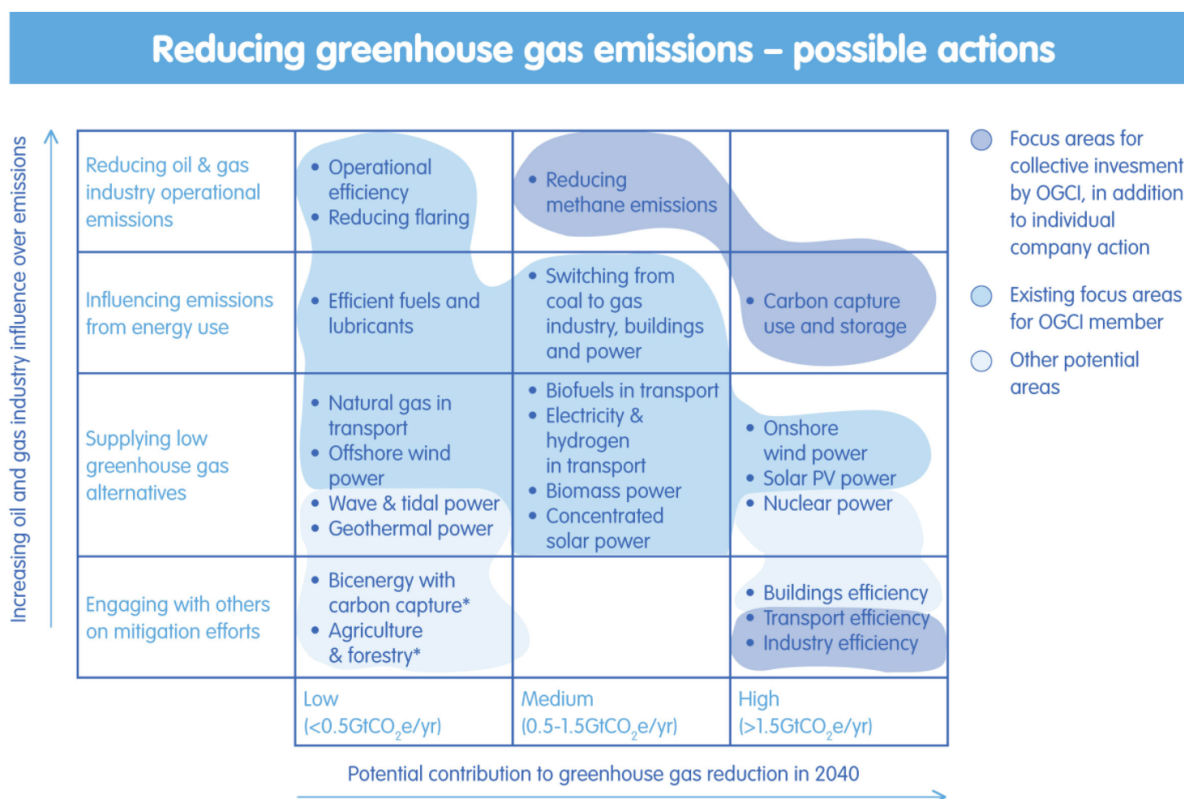 Reducing greenhouse gas emissions – possible actions
Increasing oil and gas industry influence over emissions
Reducing oil & gas
industry operational
emissions
• Operational
efficiency
• Reducing flaring
• Reducing
methane emissions
Influencing emissions
from energy use
• Efficient fuels and
lubricants
• Switching from
coal to gas
industry, buildings
and power
• Carbon capture
use and storage
Supplying low
greenhouse gas
alternatives
• Natural gas in
transport
• Offshore wind
power
• Wave & tidal power
• Geothermal power
• Biofuels in transport
• Electricity &
hydrogen
in transport
• Biomass power
• Concentrated
solar power
• Onshore
wind power
• Solar PV power
• Nuclear power
Engaging with others
on mitigation efforts
• Bicenergy with
carbon capture*
• Agriculture
& forestry*
• Buildings efficiency
• Transport efficiency
• Industry efficiency
Low
(<0.5GtCO₂e/yr)
Medium
(0.5-1.5GtCO₂e/yr)
High
(>1.5GtCO₂e/yr)
Potential contribution to greenhouse gas reduction in 2040
Focus areas for
collective invesment
by OGCI, in addition
to individual
company action
Existing focus areas
for OGCI member
Other potential
areas